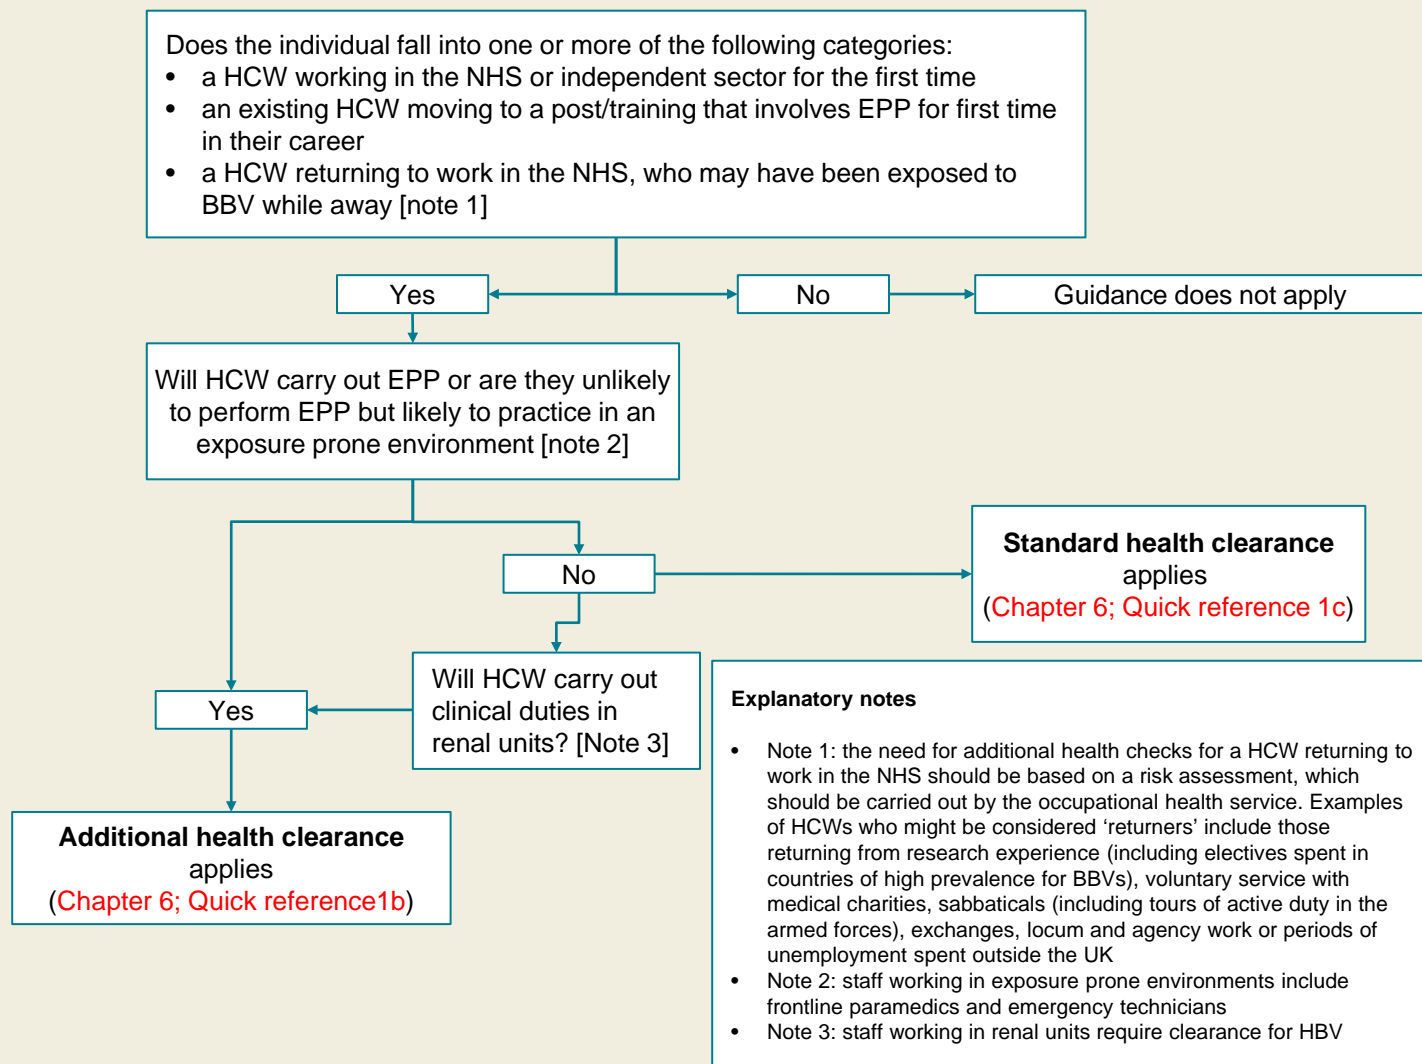 Does the individual fall into one or more of the following categories:
• a HCW working in the NHS or independent sector for the first time
• an existing HCW moving to a post/training that involves EPP for first time
in their career
• a HCW returning to work in the NHS, who may have been exposed to
BBV while away [note 1]
Yes
No
Guidance does not apply
Will HCW carry out EPP or are they unlikely
to perform EPP but likely to practice in an
exposure prone environment [note 2]
No
Standard health clearance
applies
(Chapter 6; Quick reference 1c)
Will HCW carry out
clinical duties in
renal units? [Note 3]
Yes
Additional health clearance
applies
(Chapter 6; Quick reference1b)
Explanatory notes
• Note 1: the need for additional health checks for a HCW returning to
work in the NHS should be based on a risk assessment, which
should be carried out by the occupational health service. Examples
of HCWs who might be considered ‘returners’ include those
returning from research experience (including electives spent in
countries of high prevalence for BBVs), voluntary service with
medical charities, sabbaticals (including tours of active duty in the
armed forces), exchanges, locum and agency work or periods of
unemployment spent outside the UK
• Note 2: staff working in exposure prone environments include
frontline paramedics and emergency technicians
• Note 3: staff working in renal units require clearance for HBV